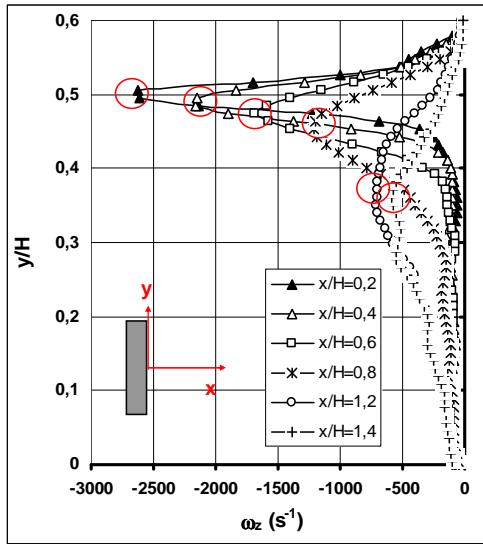 0,6
0,5
0,4
0,3
0,2
0,1
0
y/H
y
x
x/H=0,2
x/H=0,4
x/H=0,6
x/H=0,8
x/H=1,2
x/H=1,4
-3000 -2500 -2000 -1500 -1000 -500 0
ωz (s-1)